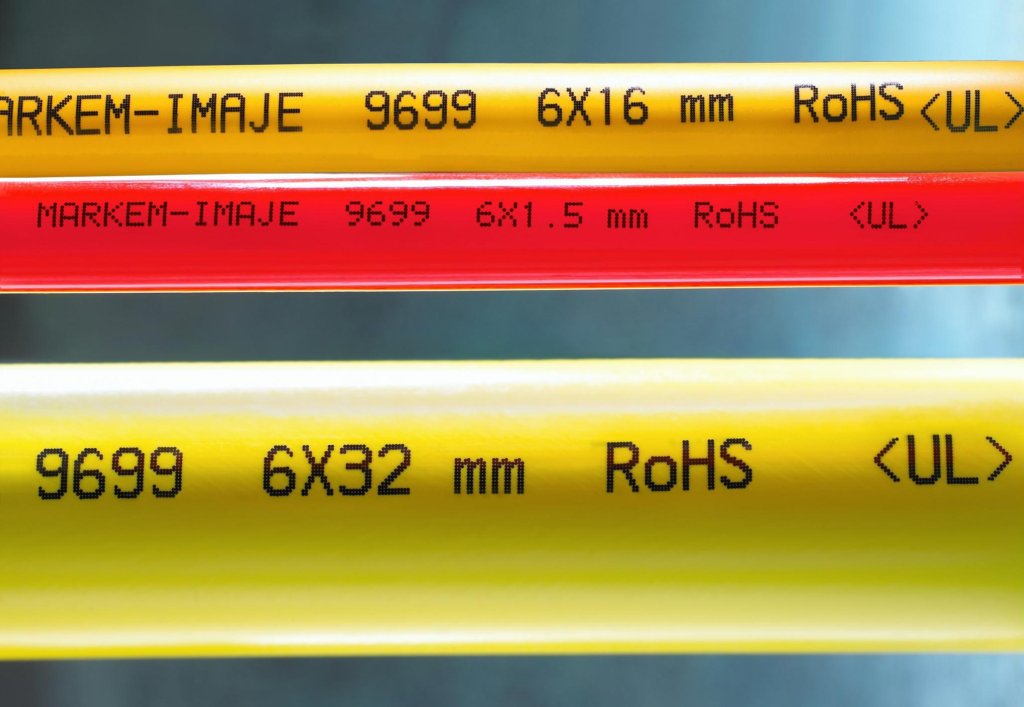 ARKEM-IMAJE 9699 6X16 mm RoHS <UL>
MARKEM-IMAJE 9699 6X1.5 mm RoHS <UL>
9699 6X32 mm RoHS <UL>